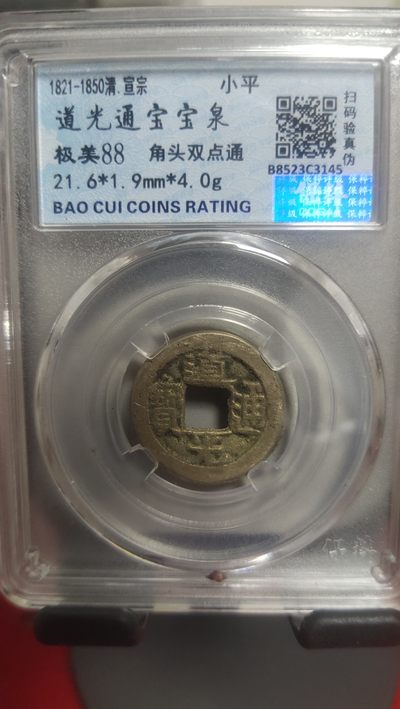 1821-1850清.宣宗 小平
道光通宝宝泉
极美88 角头双点通
21.6*1.9mm*4.0g
BAO CUI COINS RATING
扫码验真伪
B8523C3145
道光通寶